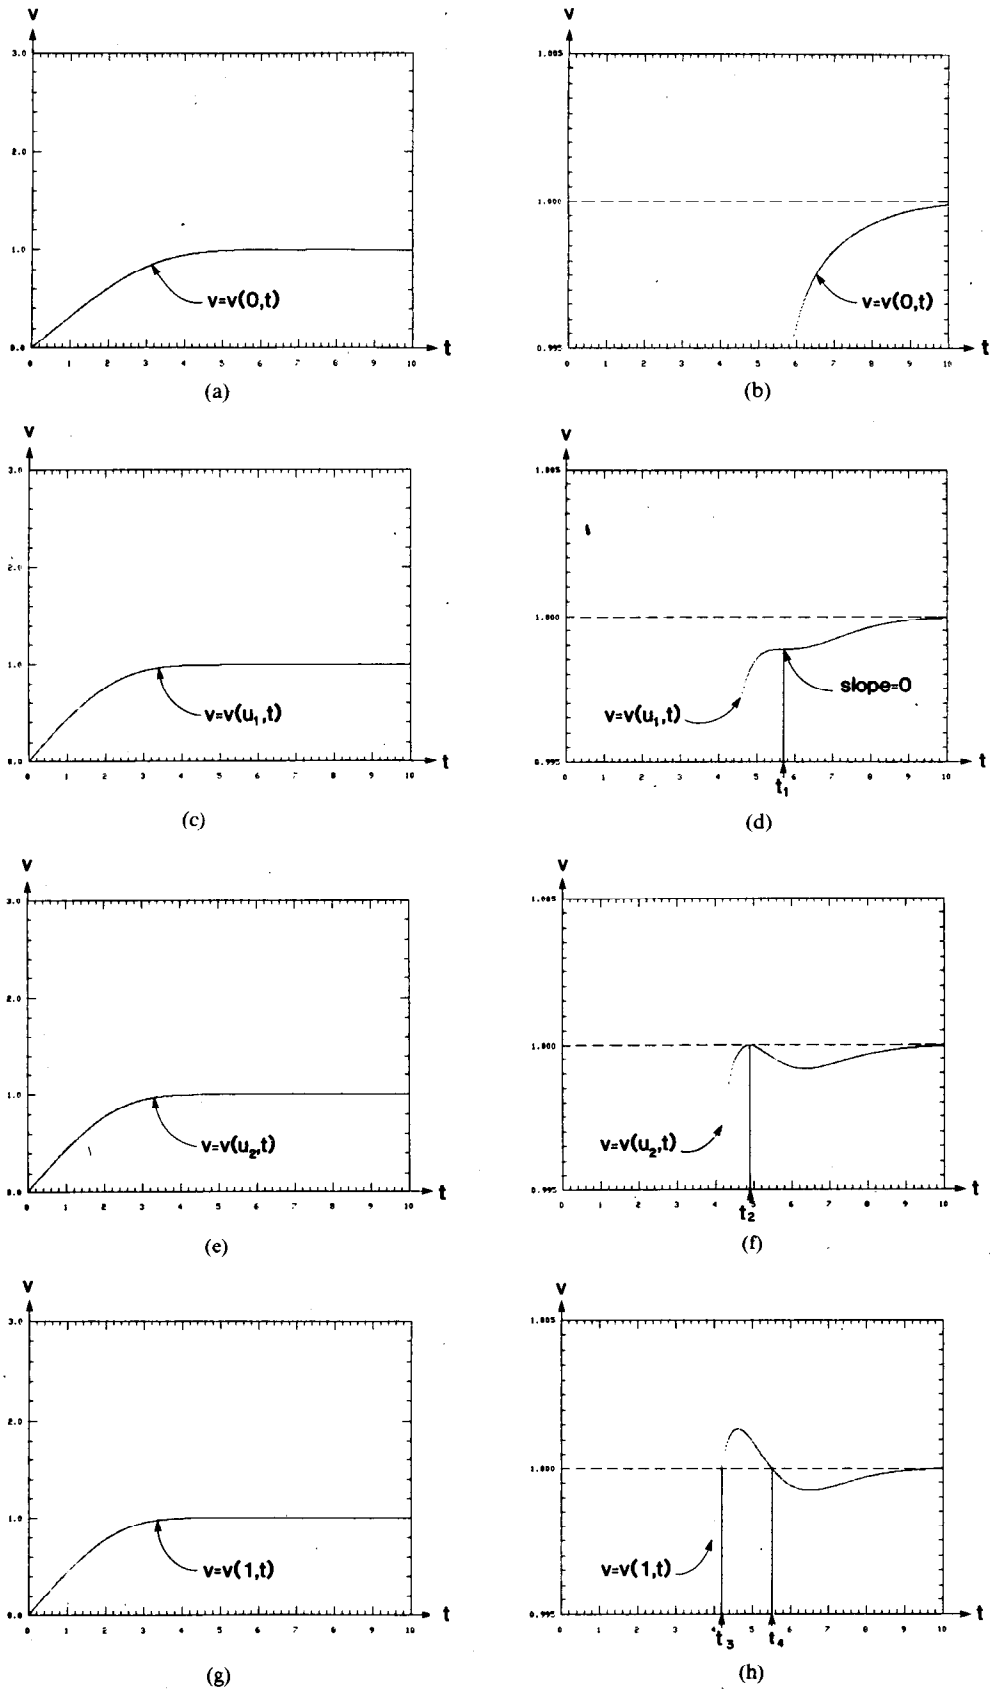 v
3.0
2.0
1.0
0.0
0 1 2 3 4 5 6 7 8 9 10
t
v=v(0,t)
(a)
v
1.005
1.000
0.995
0 1 2 3 4 5 6 7 8 9 10
t
v=v(0,t)
(b)
v
3.0
2.0
1.0
0.0
0 1 2 3 4 5 6 7 8 9 10
t
v=v(u₁,t)
(c)
v
1.005
1.000
0.995
0 1 2 3 4 5 6 7 8 9 10
t
v=v(u₁,t)
slope=0
t₁
(d)
v
3.0
2.0
1.0
0.0
0 1 2 3 4 5 6 7 8 9 10
t
v=v(u₂,t)
(e)
v
1.005
1.000
0.995
0 1 2 3 4 5 6 7 8 9 10
t
v=v(u₂,t)
t₂
(f)
v
3.0
2.0
1.0
0.0
0 1 2 3 4 5 6 7 8 9 10
t
v=v(1,t)
(g)
v
1.005
1.000
0.995
0 1 2 3 4 5 6 7 8 9 10
t
v=v(1,t)
t₃
t₄
(h)